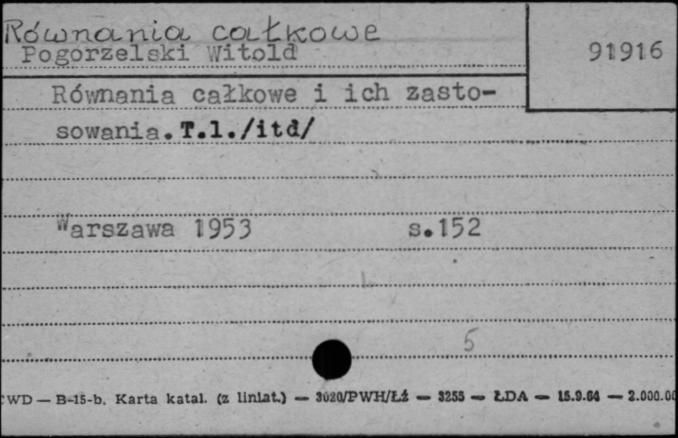 Równania całkowe
Pogorzelski Witold
91916
Równania całkowe i ich zasto-
sowania.T.1./itd/
Warszawa 1953 s.152
5
WD — B-15-b. Karta katal. (z liniat.) — 3020/PWH/Łź — 3255 — ŁDA — 15.9.64 — 2.000.00